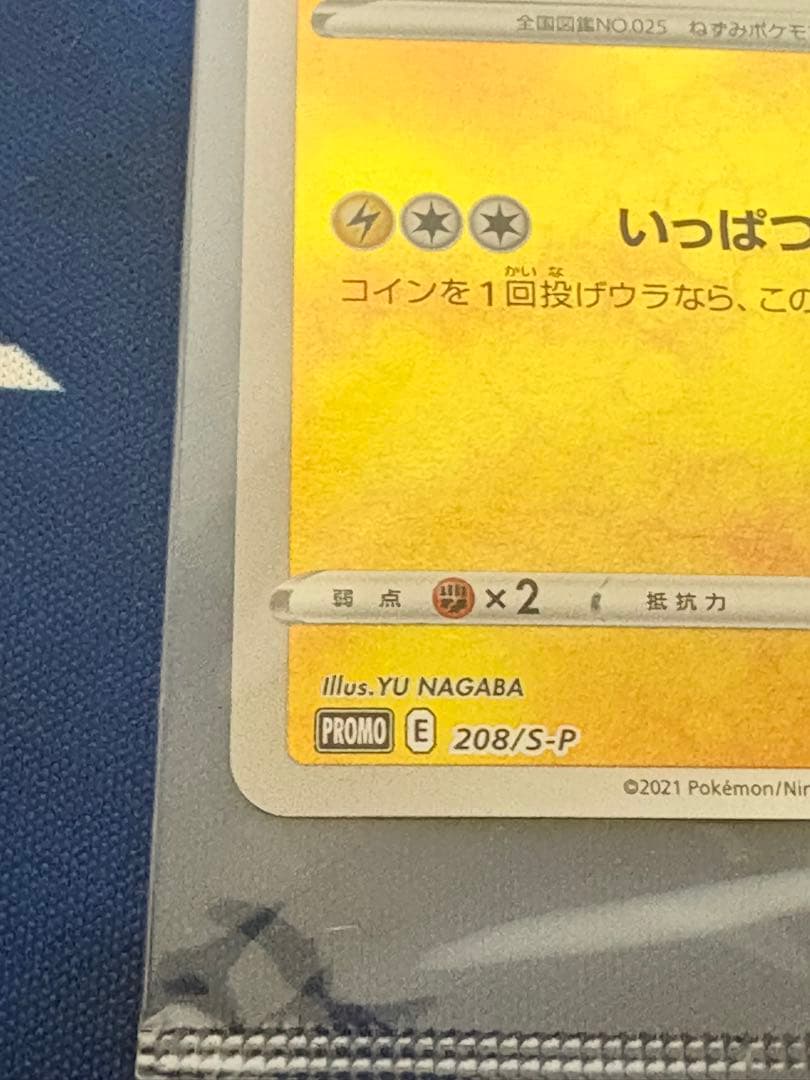 全国図鑑NO.025 ねずみポケモ
いっぱつ
かい な
コインを1回投げウラなら、この
弱点 ×2 抵抗力
Illus.YU NAGABA
PROMO E 208/S-P
©2021 Pokémon/Nin